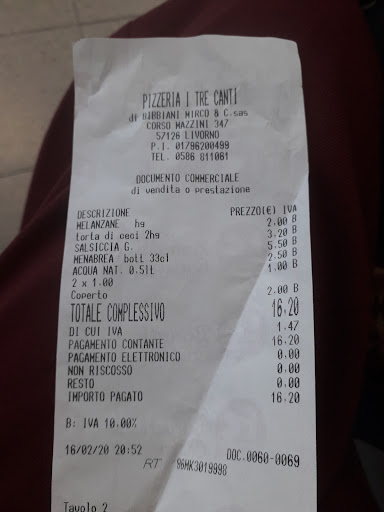 PIZZERIA I TRE CANTI
di BIBBIANI MIRCO & C.sas
CORSO MAZZINI 347
57126 LIVORNO
P.I. 01796200499
TEL. 0586 811061
DOCUMENTO COMMERCIALE
di vendita o prestazione
DESCRIZIONE PREZZO(€) IVA
MELANZANE hg 2.00 B
torta di ceci 2hg 3.20 B
SALSICCIA G. 5.50 B
MENABREA bott 33cl 2.50 B
ACQUA NAT. 0.5lt 1.00 B
2 x 1.00
Coperto 2.00 B
TOTALE COMPLESSIVO 16.20
DI CUI IVA 1.47
PAGAMENTO CONTANTE 16.20
PAGAMENTO ELETTRONICO 0.00
NON RISCOSSO 0.00
RESTO 0.00
IMPORTO PAGATO 16.20
B: IVA 10.00%
16/02/20 20:52 DOC.0060-0069
RT 96MK3019998
Tavolo 2